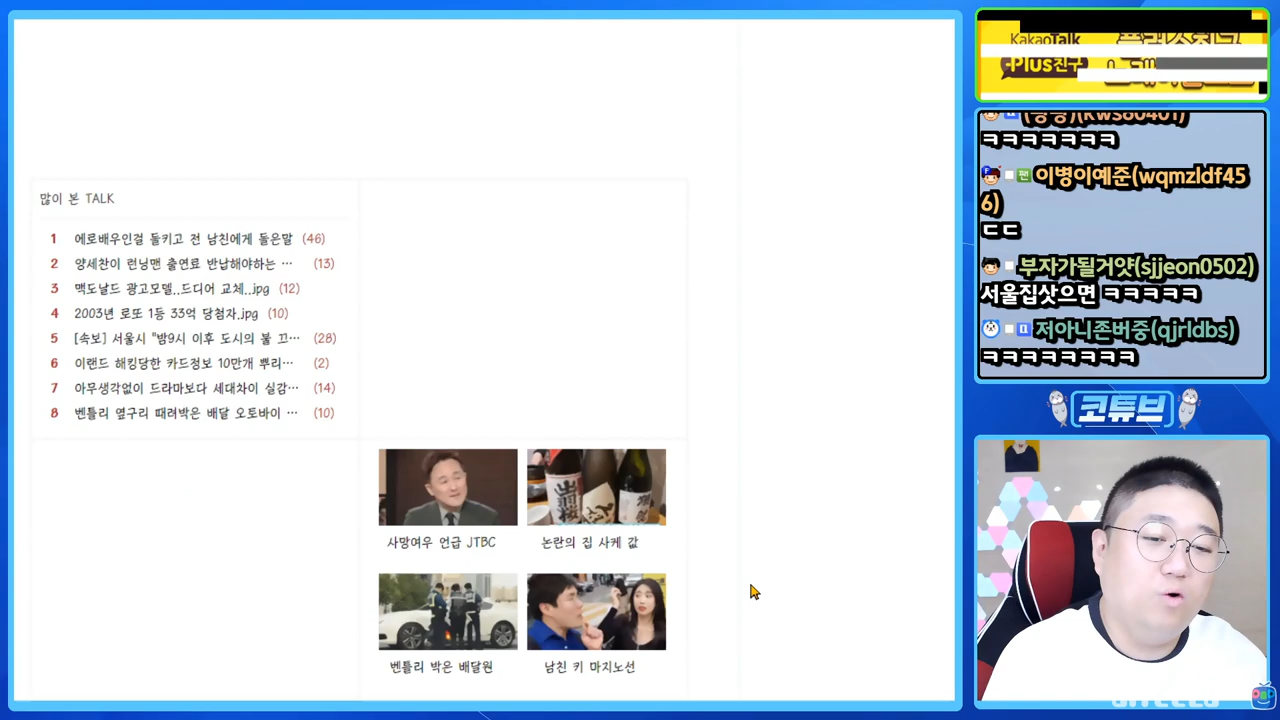 많이 본 TALK
1 에로배우인걸 들키고 전 남친에게 들은말 (46)
2 양세찬이 런닝맨 출연료 반납해야하는 … (13)
3 맥도날드 광고모델..드디어 교체..jpg (12)
4 2003년 로또 1등 33억 당첨자.jpg (10)
5 [속보] 서울시 "밤9시 이후 도시의 불 끄… (28)
6 이랜드 해킹당한 카드정보 10만개 뿌리… (2)
7 아무생각없이 드라마보다 세대차이 실감… (14)
8 벤틀리 옆구리 때려박은 배달 오토바이 … (10)
사망여우 언급 JTBC
논란의 집 사케 값
벤틀리 박은 배달원
남친 키 마지노선
KakaoTalk
Plus친구
ㅋㅋㅋㅋㅋㅋㅋ
이병이예준(wqmzldf45
6)
ㄷㄷ
부자가될거얏(sjjeon0502)
서울집샀으면 ㅋㅋㅋㅋㅋ
저아니존버중(qjrldbs)
ㅋㅋㅋㅋㅋㅋㅋㅋ
코튜브